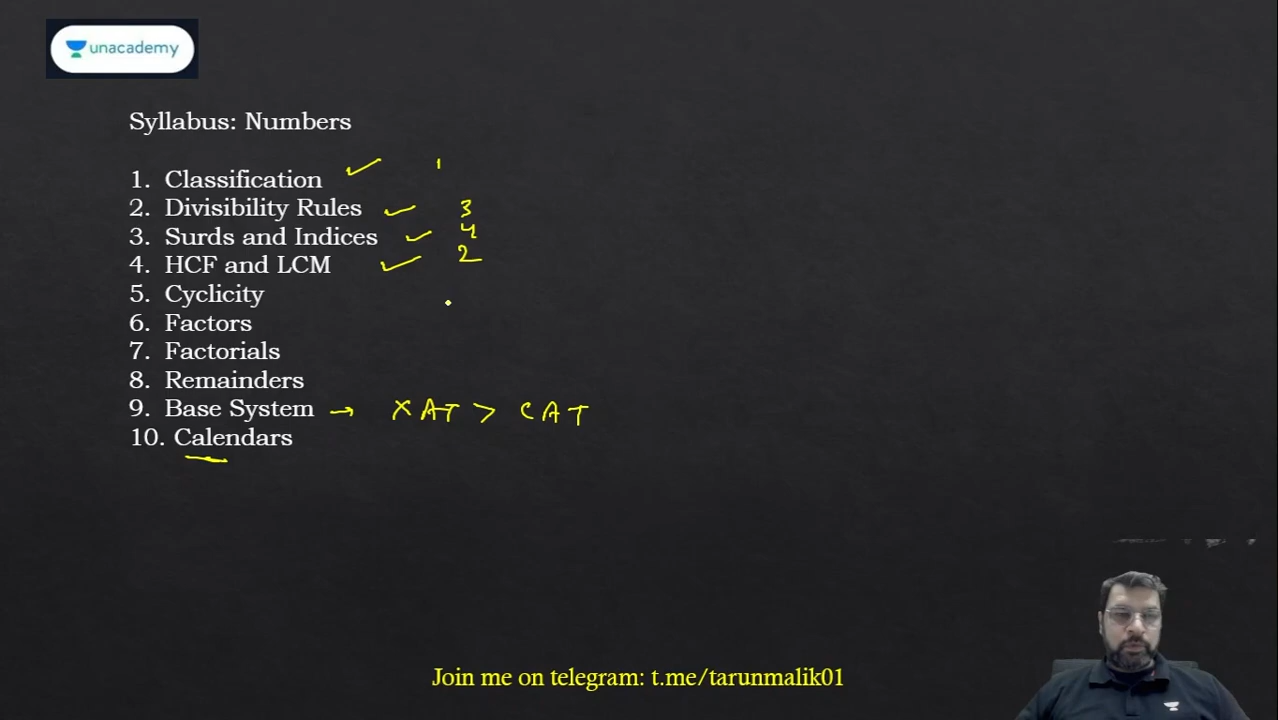 unacademy
Syllabus: Numbers
1. Classification 1
2. Divisibility Rules 3
3. Surds and Indices 4
4. HCF and LCM 2
5. Cyclicity
6. Factors
7. Factorials
8. Remainders
9. Base System → XAT > CAT
10. Calendars
Join me on telegram: t.me/tarunmalik01